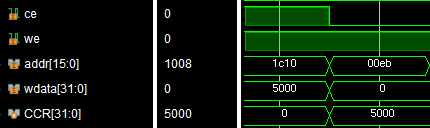 ce 0
we 0
addr[15:0] 1008 1c10 00eb
wdata[31:0] 0 5000 0
CCR[31:0] 5000 0 5000